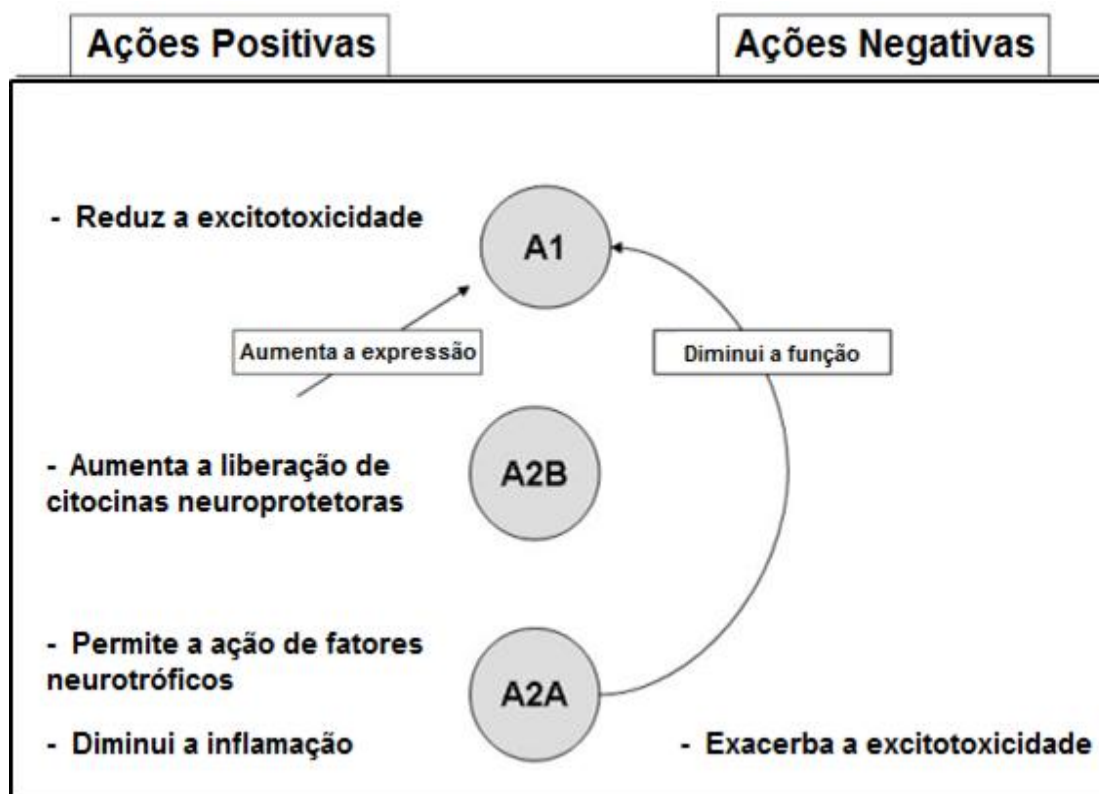 Ações Positivas
Ações Negativas
- Reduz a excitotoxicidade
A1
Aumenta a expressão
Diminui a função
- Aumenta a liberação de
citocinas neuroprotetoras
A2B
- Permite a ação de fatores
neurotróficos
A2A
- Diminui a inflamação
- Exacerba a excitotoxicidade